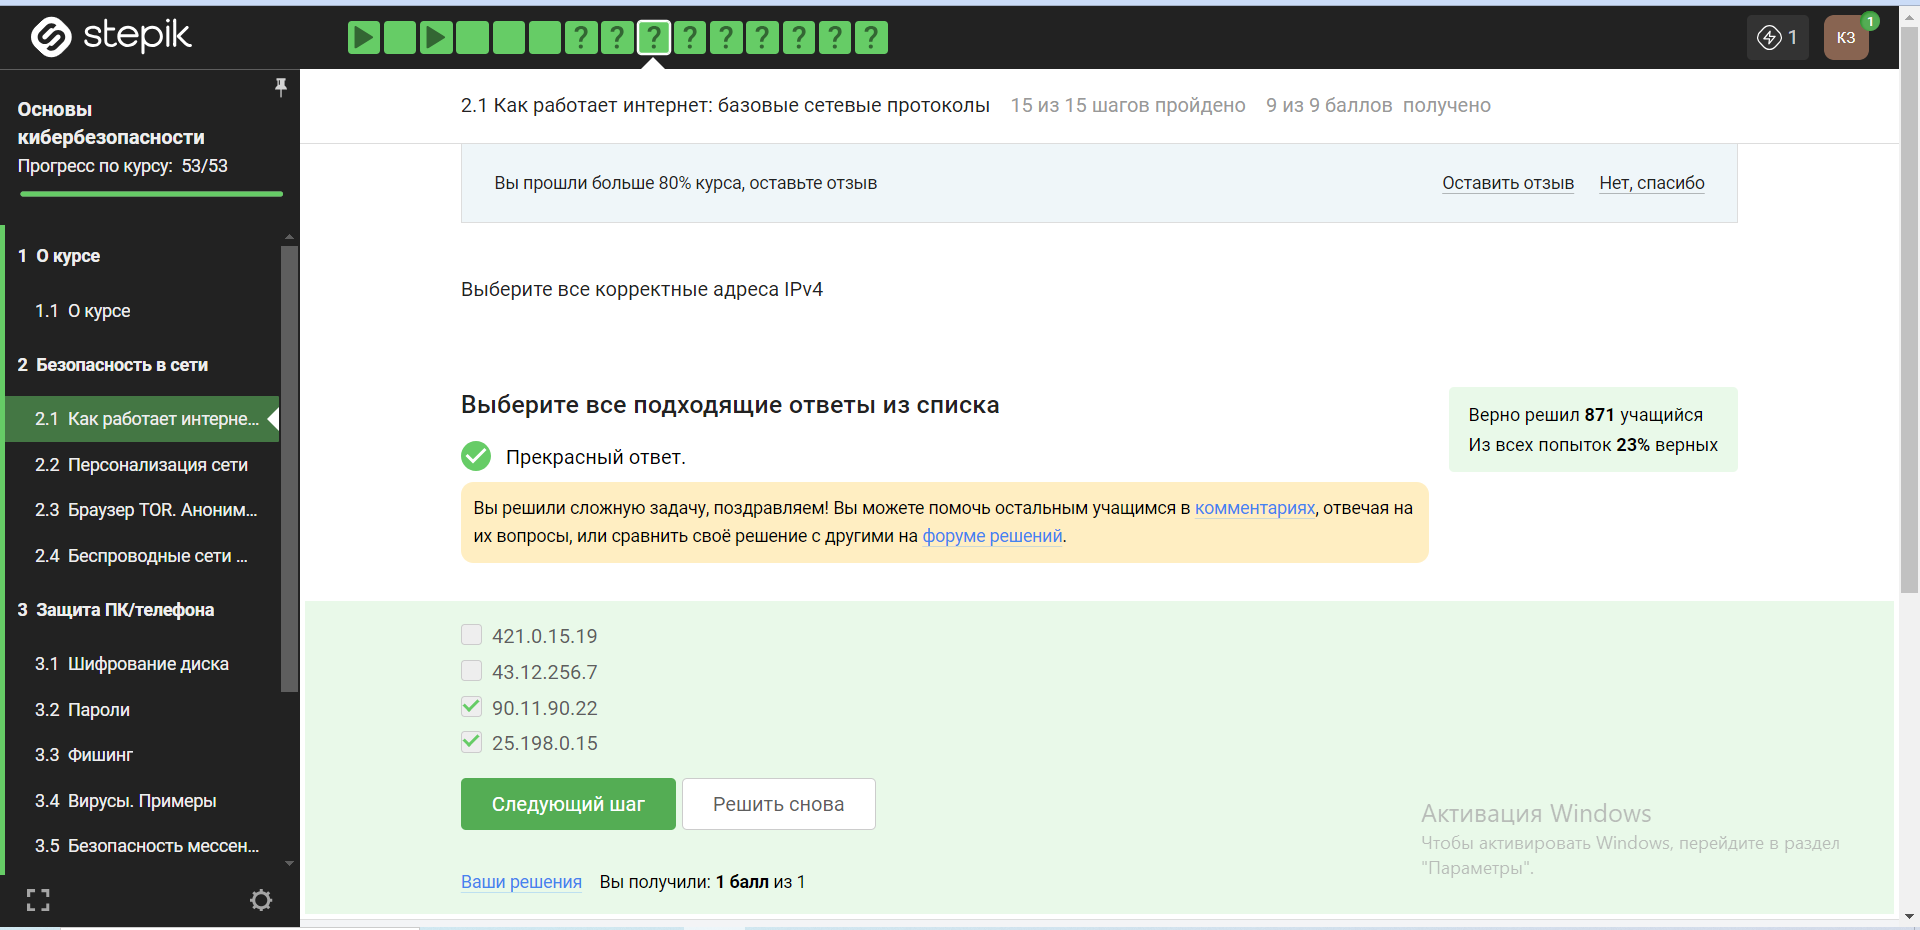 stepik
? ? ? ? ? ? ? ? ?
1
КЗ
1
Основы
кибербезопасности
Прогресс по курсу: 53/53
1 О курсе
1.1 О курсе
2 Безопасность в сети
2.1 Как работает интерне...
2.2 Персонализация сети
2.3 Браузер TOR. Аноним...
2.4 Беспроводные сети ...
3 Защита ПК/телефона
3.1 Шифрование диска
3.2 Пароли
3.3 Фишинг
3.4 Вирусы. Примеры
3.5 Безопасность мессен...
2.1 Как работает интернет: базовые сетевые протоколы 15 из 15 шагов пройдено 9 из 9 баллов получено
Вы прошли больше 80% курса, оставьте отзыв
Оставить отзыв Нет, спасибо
Выберите все корректные адреса IPv4
Выберите все подходящие ответы из списка
Прекрасный ответ.
Верно решил 871 учащийся
Из всех попыток 23% верных
Вы решили сложную задачу, поздравляем! Вы можете помочь остальным учащимся в комментариях, отвечая на
их вопросы, или сравнить своё решение с другими на форуме решений.
421.0.15.19
43.12.256.7
90.11.90.22
25.198.0.15
Следующий шаг Решить снова
Ваши решения Вы получили: 1 балл из 1
Активация Windows
Чтобы активировать Windows, перейдите в раздел
"Параметры".